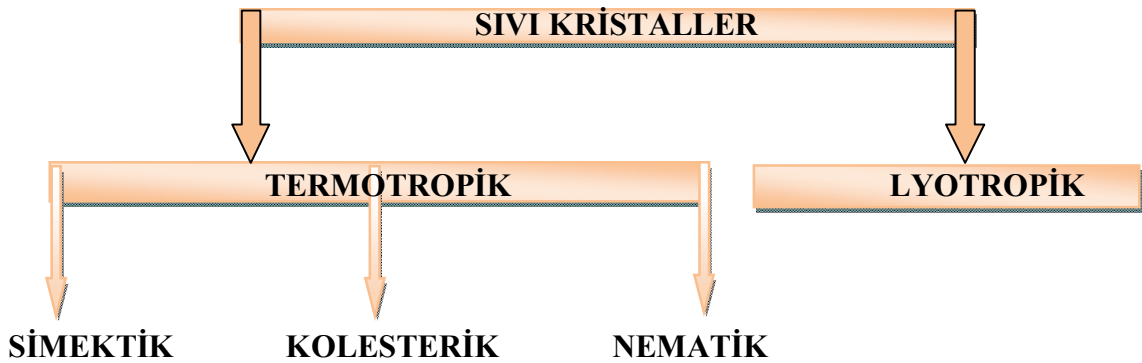 SIVI KRİSTALLER
TERMOTROPİK LYOTROPİK
SİMEKTİK KOLESTERİK NEMATİK